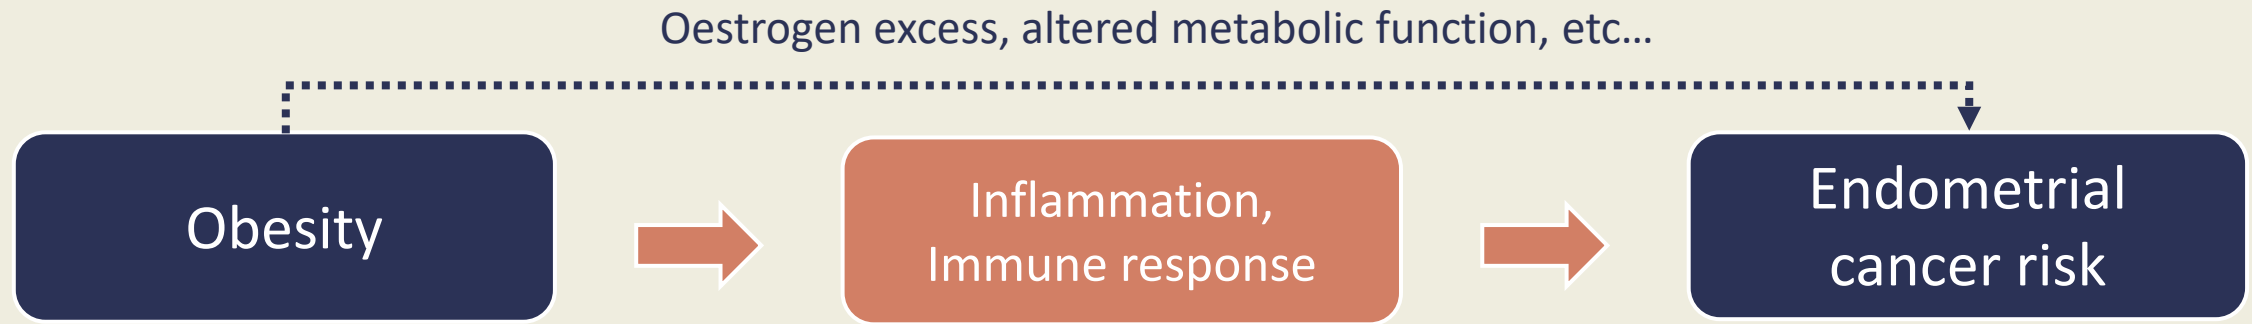 Oestrogen excess, altered metabolic function, etc…
Obesity
Inflammation,
Immune response
Endometrial
cancer risk